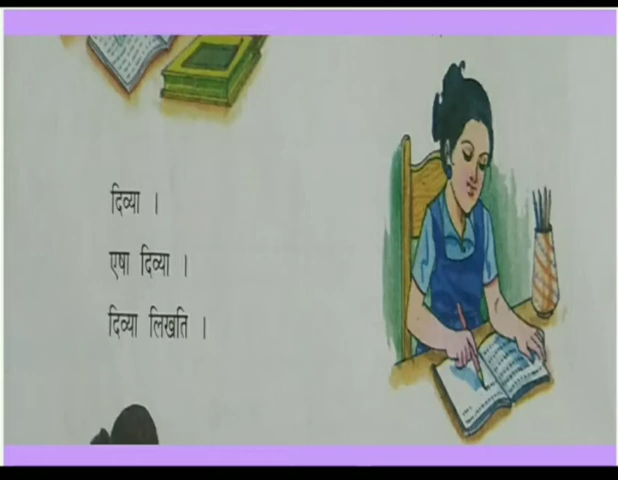 दिव्या ।
एषा दिव्या ।
दिव्या लिखति ।